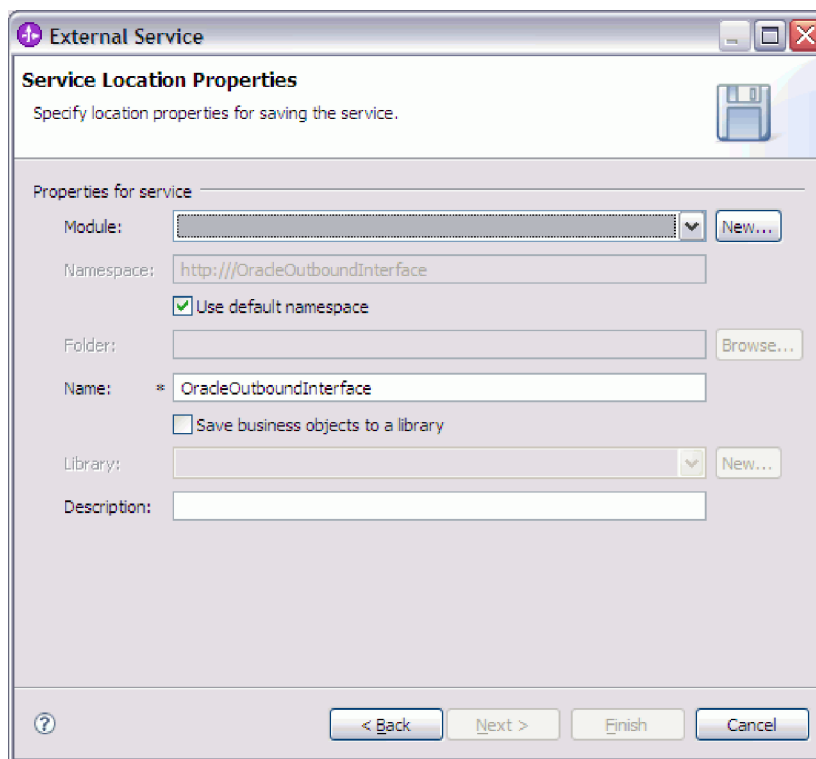 External Service
Service Location Properties
Specify location properties for saving the service.
Properties for service
Module: New...
Namespace: http:///OracleOutboundInterface
Use default namespace
Folder: Browse...
Name: * OracleOutboundInterface
Save business objects to a library
Library: New...
Description:
? < Back Next > Finish Cancel